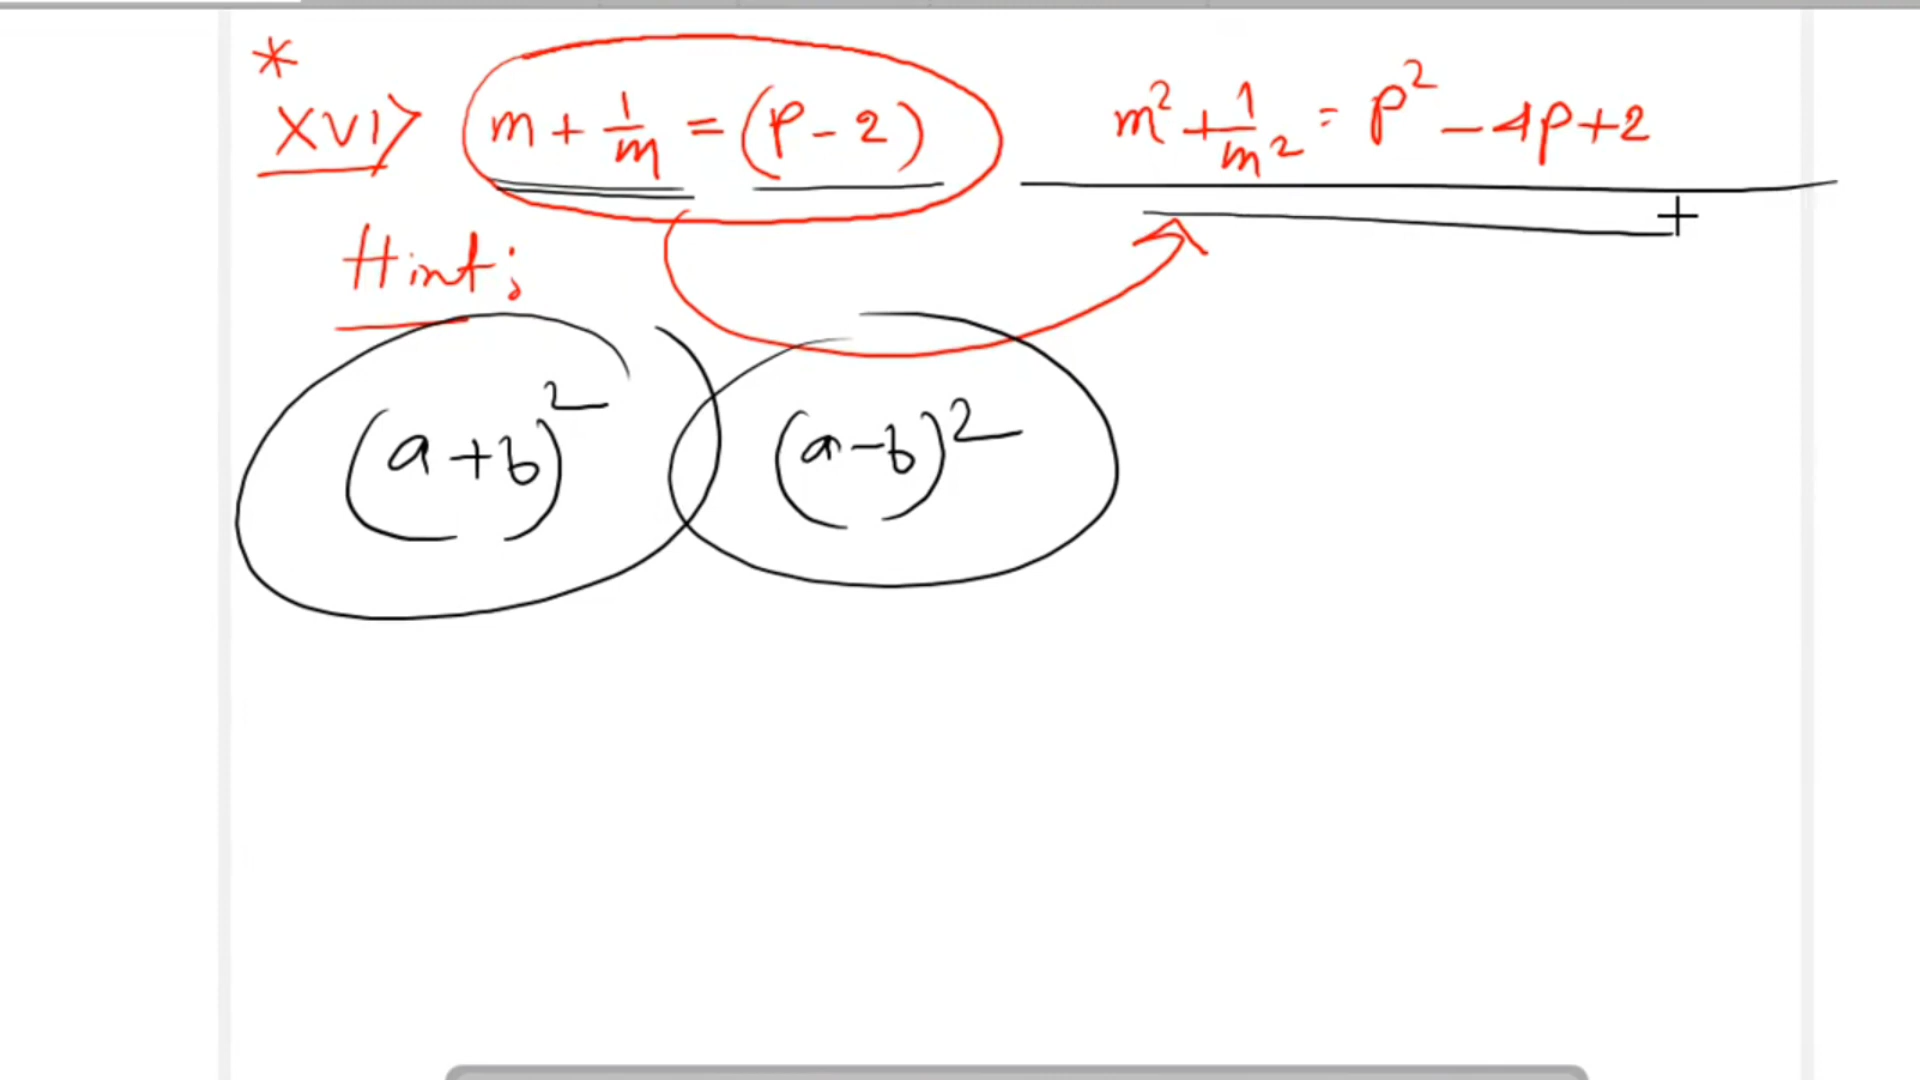 *
XVI> m + 1/m = (p - 2) m² + 1/m² = p² - 4p + 2
Hint;
(a+b)² (a-b)²